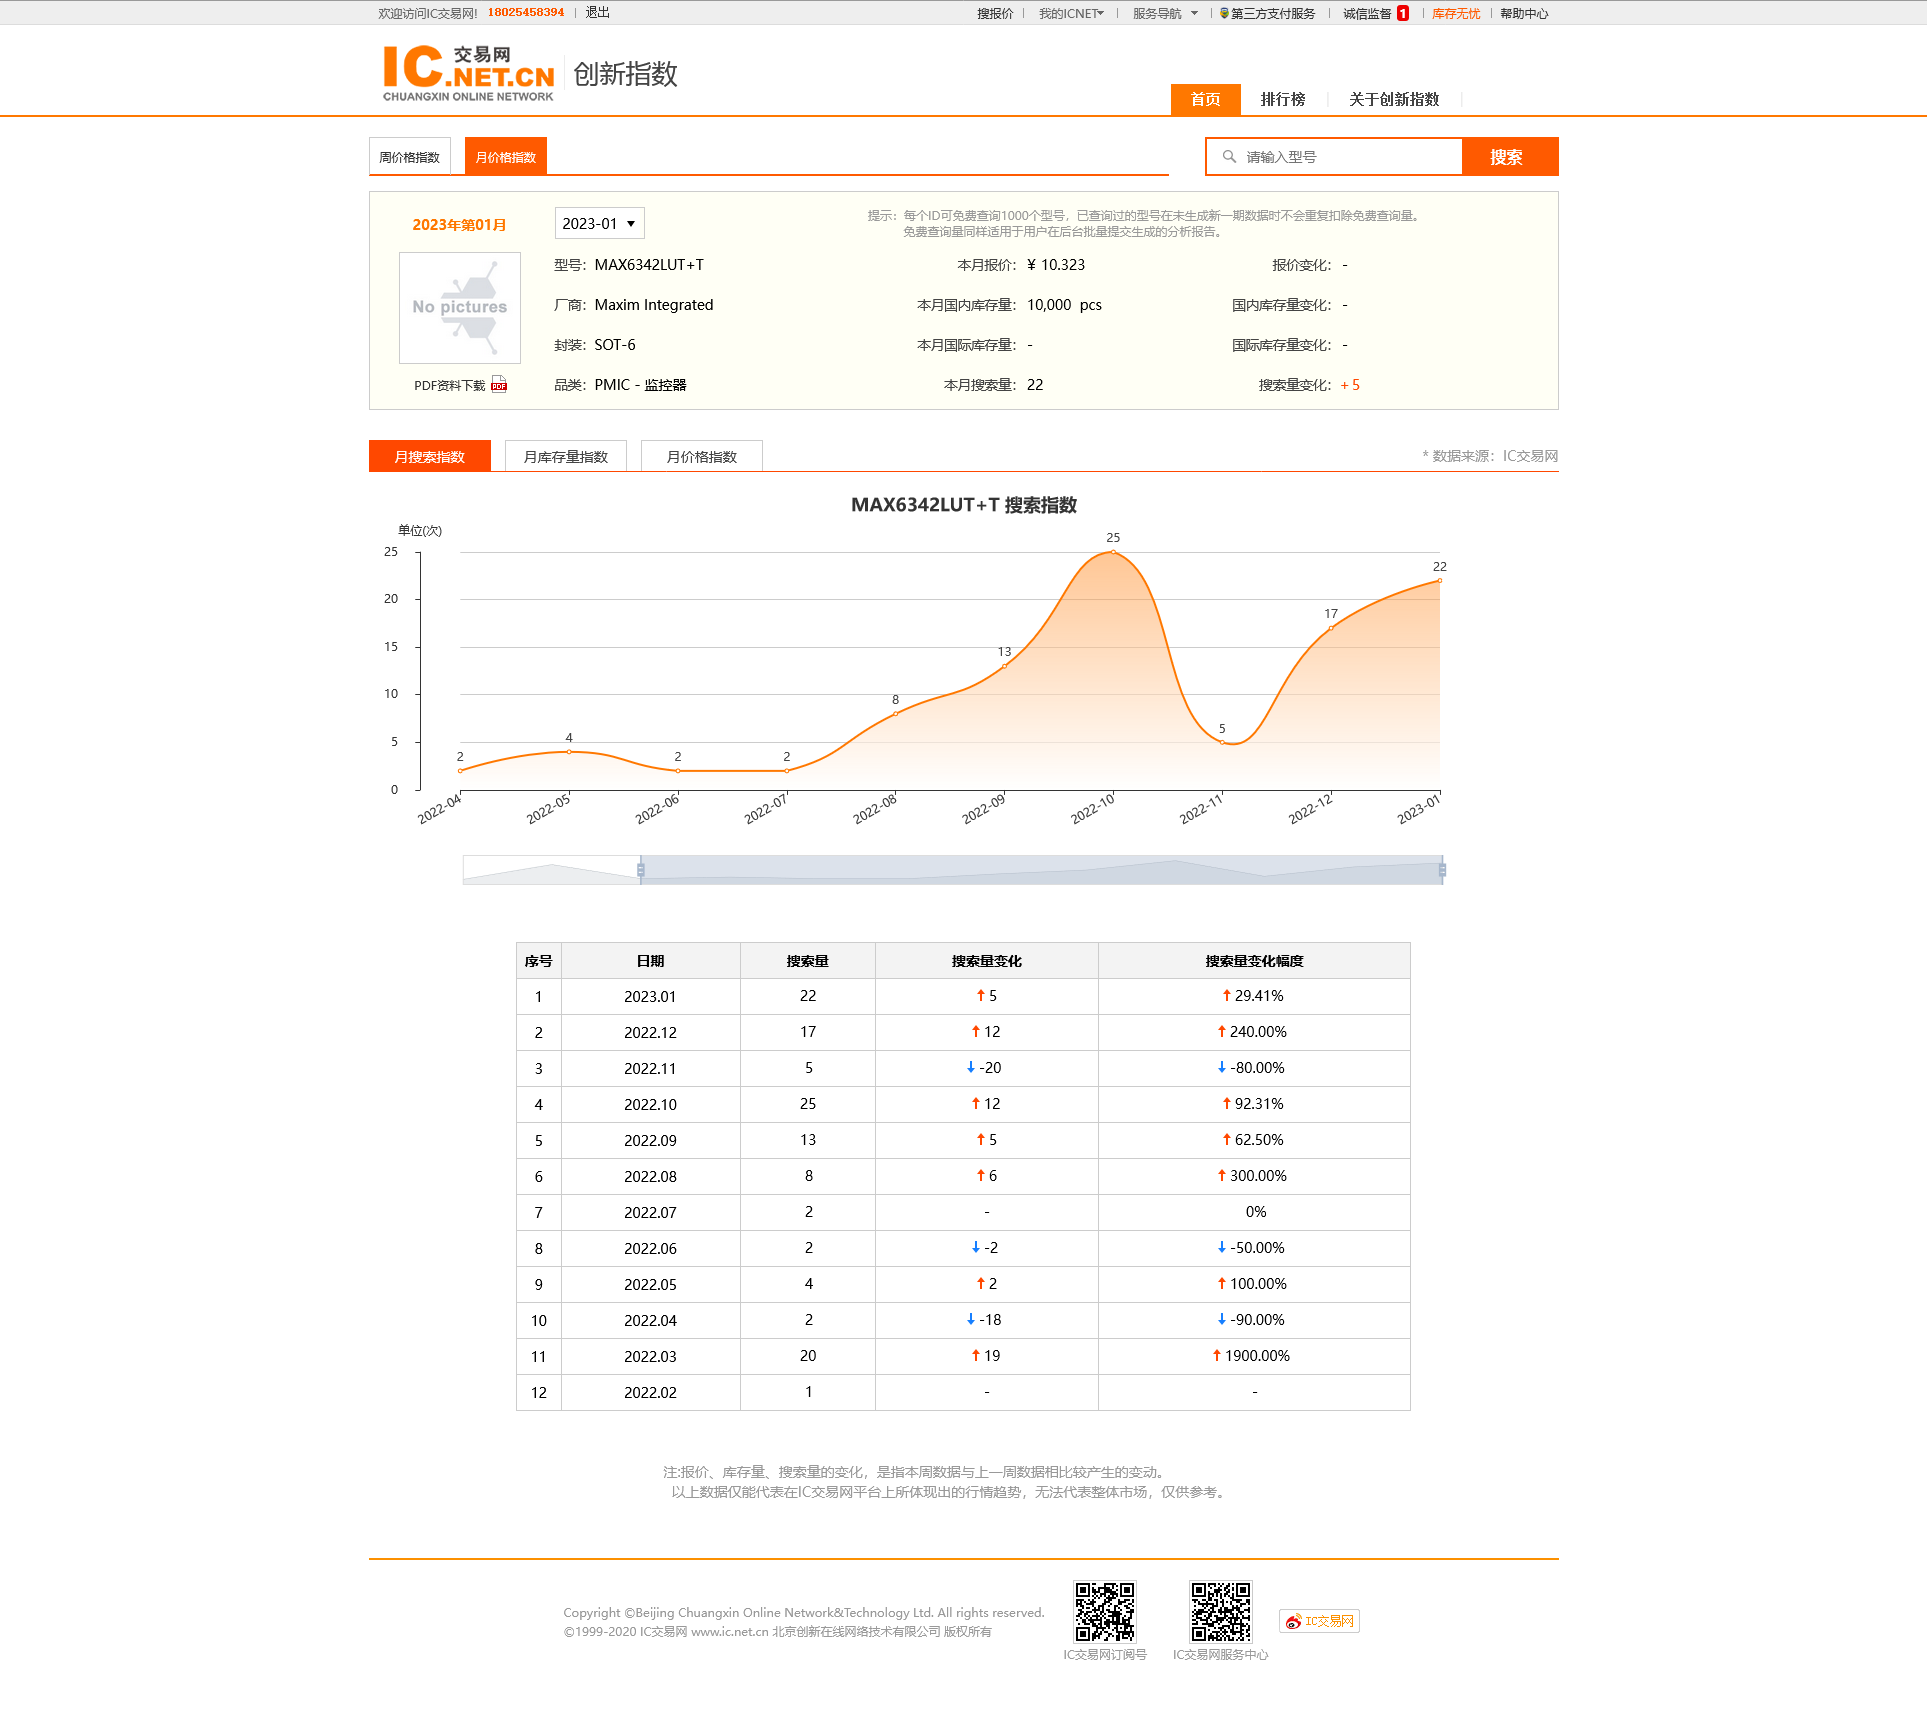 欢迎访问IC交易网! 18025458394 | 退出 搜报价 | 我的ICNET | 服务导航 | 第三方支付服务 | 诚信监督 1 | 库存无忧 | 帮助中心
IC.NET.CN 交易网 创新指数
CHUANGXIN ONLINE NETWORK
首页 排行榜 关于创新指数
周价格指数 月价格指数 请输入型号 搜索
2023年第01月 2023-01
提示：每个ID可免费查询1000个型号，已查询过的型号在未生成新一期数据时不会重复扣除免费查询量。
免费查询量同样适用于用户在后台批量提交生成的分析报告。
No pictures
PDF资料下载 PDF
型号：MAX6342LUT+T 本月报价：¥ 10.323 报价变化：-
厂商：Maxim Integrated 本月国内库存量：10,000 pcs 国内库存量变化：-
封装：SOT-6 本月国际库存量：- 国际库存量变化：-
品类：PMIC - 监控器 本月搜索量：22 搜索量变化：+ 5
月搜索指数 月库存量指数 月价格指数 * 数据来源：IC交易网
MAX6342LUT+T 搜索指数
单位(次)
25
20
15
10
5
0
2 4 2 2 8 13 25 5 17 22
2022-04 2022-05 2022-06 2022-07 2022-08 2022-09 2022-10 2022-11 2022-12 2023-01
序号 日期 搜索量 搜索量变化 搜索量变化幅度
1 2023.01 22 ↑ 5 ↑ 29.41%
2 2022.12 17 ↑ 12 ↑ 240.00%
3 2022.11 5 ↓ -20 ↓ -80.00%
4 2022.10 25 ↑ 12 ↑ 92.31%
5 2022.09 13 ↑ 5 ↑ 62.50%
6 2022.08 8 ↑ 6 ↑ 300.00%
7 2022.07 2 - 0%
8 2022.06 2 ↓ -2 ↓ -50.00%
9 2022.05 4 ↑ 2 ↑ 100.00%
10 2022.04 2 ↓ -18 ↓ -90.00%
11 2022.03 20 ↑ 19 ↑ 1900.00%
12 2022.02 1 - -
注:报价、库存量、搜索量的变化，是指本周数据与上一周数据相比较产生的变动。
以上数据仅能代表在IC交易网平台上所体现出的行情趋势，无法代表整体市场，仅供参考。
Copyright ©Beijing Chuangxin Online Network&Technology Ltd. All rights reserved.
©1999-2020 IC交易网 www.ic.net.cn 北京创新在线网络技术有限公司 版权所有
IC交易网订阅号 IC交易网服务中心 IC交易网